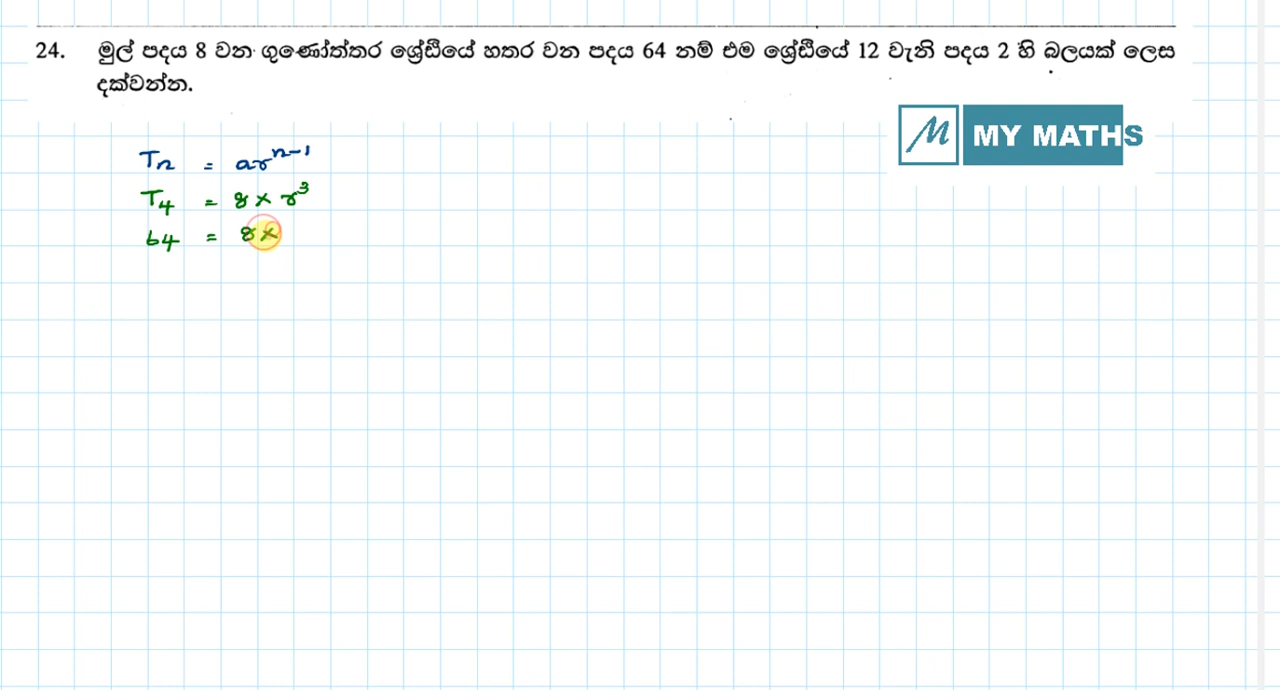 24. මුල් පදය 8 වන ගුණෝත්තර ශ්‍රේඪියේ හතර වන පදය 64 නම් එම ශ්‍රේඪියේ 12 වැනි පදය 2 හි බලයක් ලෙස
දක්වන්න.
M MY MATHS
Tn = ar^n-1
T4 = 8 × r^3
64 = 8 ×